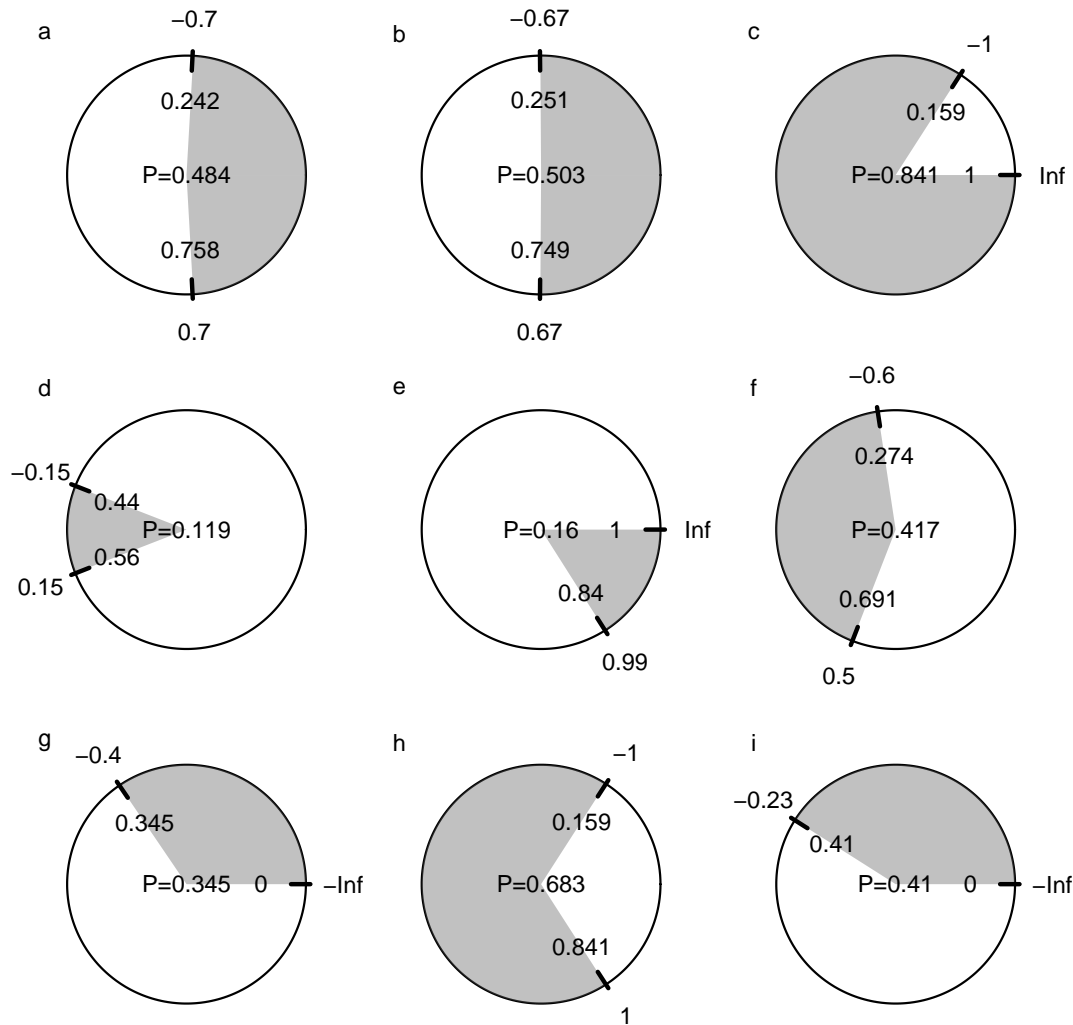 a
−0.7
0.242
P=0.484
0.758
0.7
b
−0.67
0.251
P=0.503
0.749
0.67
c
−1
0.159
P=0.841
1
Inf
d
−0.15
0.44
P=0.119
0.56
0.15
e
P=0.16
1
Inf
0.84
0.99
f
−0.6
0.274
P=0.417
0.691
0.5
g
−0.4
0.345
P=0.345
0
−Inf
h
−1
0.159
P=0.683
0.841
1
i
−0.23
0.41
P=0.41
0
−Inf